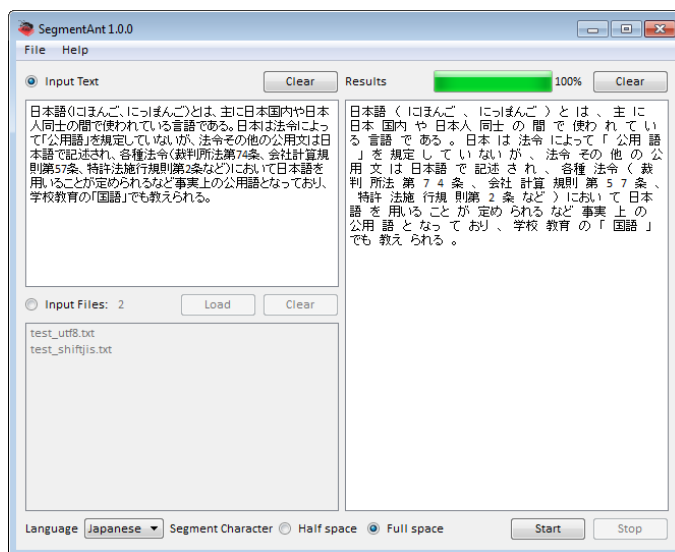 SegmentAnt 1.0.0
File Help
Input Text Clear
日本語(にほんご、にっぽんご)とは、主に日本国内や日本
人同士の間で使われている言語である。日本は法令によっ
て「公用語」を規定していないが、法令その他の公用文は日
本語で記述され、各種法令(裁判所法第74条、会計計算規
則第57条、特許法施行規則第2条など)において日本語を
用いることが定められるなど事実上の公用語となっており、
学校教育の「国語」でも教えられる。
Input Files: 2 Load Clear
test_utf8.txt
test_shiftjis.txt
Results 100% Clear
日本語 ( にほんご 、 にっぽんご ) と は 、 主 に
日本 国内 や 日本人 同士 の 間 で 使わ れ て い
る 言語 で ある 。 日本 は 法令 によって 「 公用 語
」 を 規定 し て い ない が 、 法令 その 他 の 公
用 文 は 日本語 で 記述 さ れ 、 各種 法令 ( 裁
判 所法 第 7 4 条 、 会社 計算 規則 第 5 7 条 、
特許 法施 行規 則第 2 条 など ) におい て 日本
語 を 用いる こと が 定め られる など 事実 上 の
公用 語 と なっ て おり 、 学校 教育 の 「 国語 」
でも 教え られる 。
Language Japanese Segment Character Half space Full space Start Stop